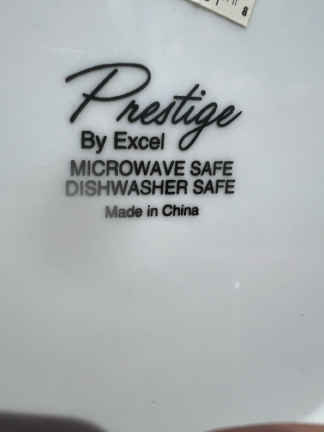 Prestige
By Excel
MICROWAVE SAFE
DISHWASHER SAFE
Made in China